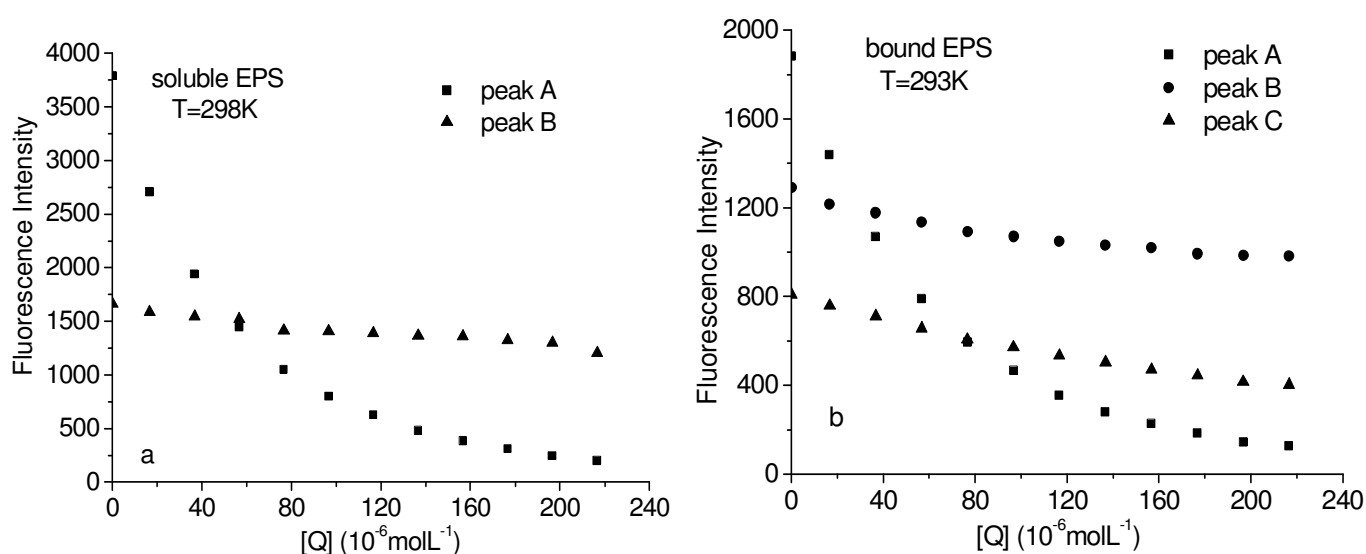 4000
3500
3000
2500
2000
1500
1000
500
0
Fluorescence Intensity
soluble EPS
T=298K
peak A
peak B
a
0 40 80 120 160 200 240
[Q] (10⁻⁶molL⁻¹)
2000
1600
1200
800
400
0
Fluorescence Intensity
bound EPS
T=293K
peak A
peak B
peak C
b
0 40 80 120 160 200 240
[Q] (10⁻⁶molL⁻¹)